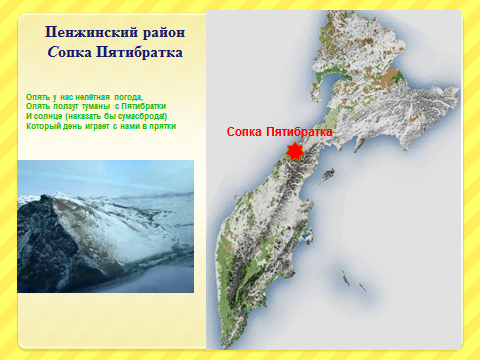 Пенжинский район
Сопка Пятибратка
Опять у нас нелётная погода,
Опять ползут туманы с Пятибратки
И солнце (наказать бы сумасброда!)
Который день играет с нами в прятки
Сопка Пятибратка